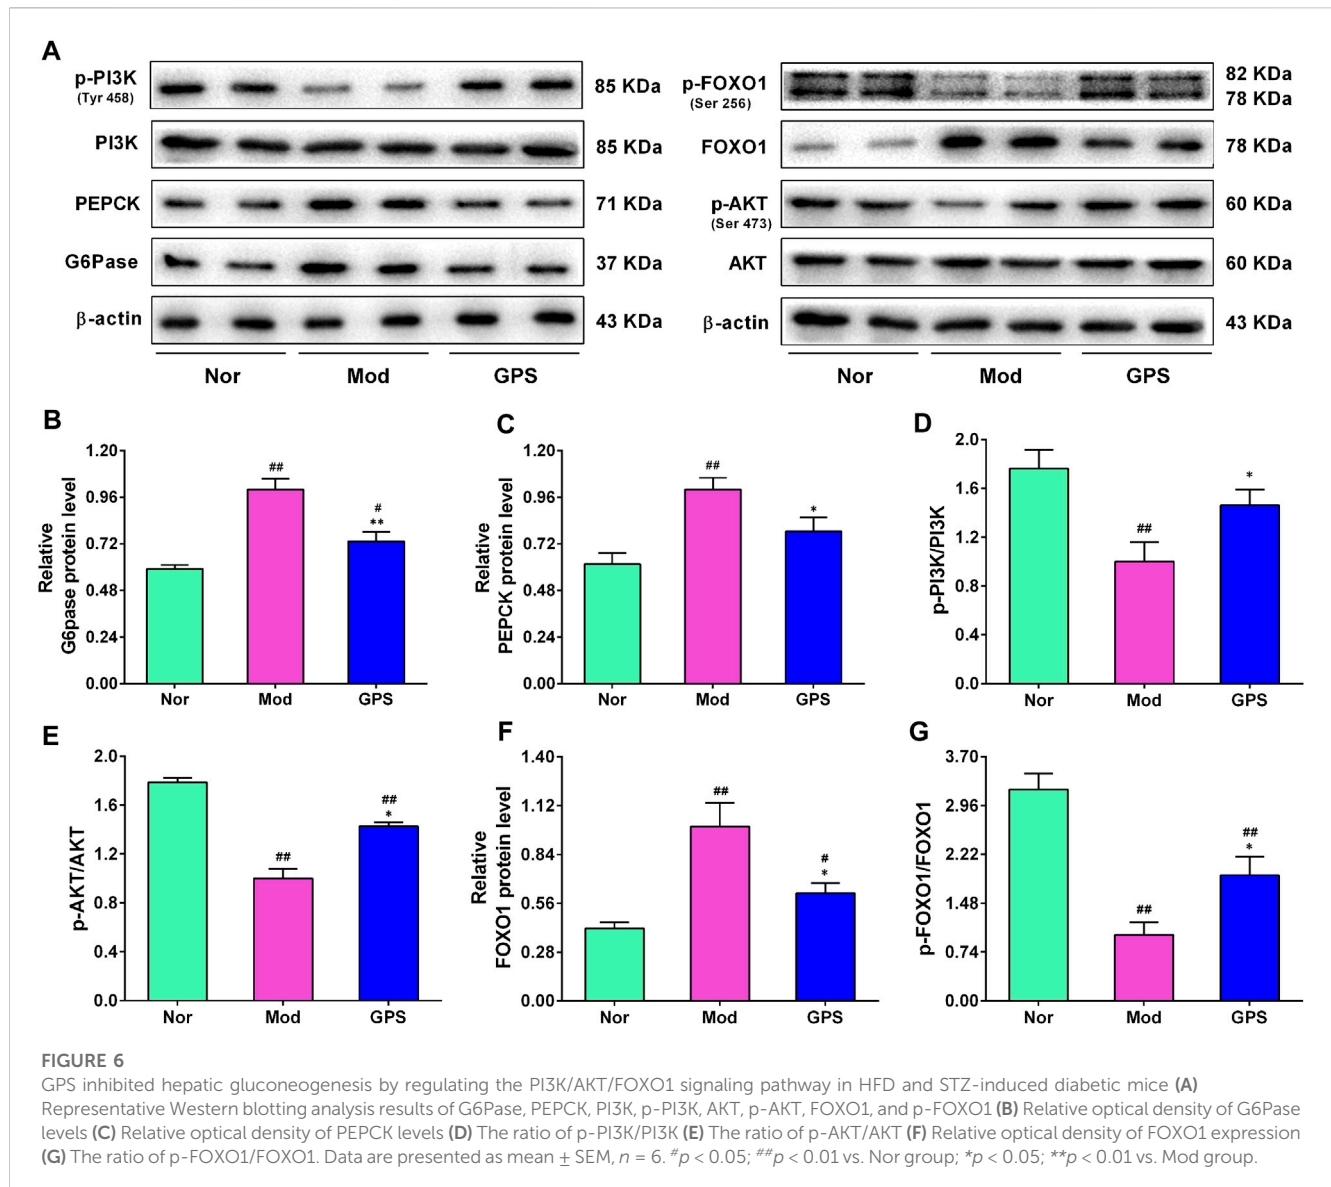 A
p-PI3K
(Tyr 458)
85 KDa
PI3K
85 KDa
PEPCK
71 KDa
G6Pase
37 KDa
β-actin
43 KDa
Nor Mod GPS
p-FOXO1
(Ser 256)
82 KDa
78 KDa
FOXO1
78 KDa
p-AKT
(Ser 473)
60 KDa
AKT
60 KDa
β-actin
43 KDa
Nor Mod GPS
B
Relative
G6pase protein level
1.20
0.96
0.72
0.48
0.24
0.00
##
#
**
Nor Mod GPS
C
Relative
PEPCK protein level
1.20
0.96
0.72
0.48
0.24
0.00
##
*
Nor Mod GPS
D
p-PI3K/PI3K
2.0
1.6
1.2
0.8
0.4
0.0
##
*
Nor Mod GPS
E
p-AKT/AKT
2.0
1.6
1.2
0.8
0.4
0.0
##
##
*
Nor Mod GPS
F
Relative
FOXO1 protein level
1.40
1.12
0.84
0.56
0.28
0.00
##
#
*
Nor Mod GPS
G
p-FOXO1/FOXO1
3.70
2.96
2.22
1.48
0.74
0.00
##
##
*
Nor Mod GPS
FIGURE 6
GPS inhibited hepatic gluconeogenesis by regulating the PI3K/AKT/FOXO1 signaling pathway in HFD and STZ-induced diabetic mice (A)
Representative Western blotting analysis results of G6Pase, PEPCK, PI3K, p-PI3K, AKT, p-AKT, FOXO1, and p-FOXO1 (B) Relative optical density of G6Pase
levels (C) Relative optical density of PEPCK levels (D) The ratio of p-PI3K/PI3K (E) The ratio of p-AKT/AKT (F) Relative optical density of FOXO1 expression
(G) The ratio of p-FOXO1/FOXO1. Data are presented as mean ± SEM, n = 6. #p < 0.05; ##p < 0.01 vs. Nor group; *p < 0.05; **p < 0.01 vs. Mod group.